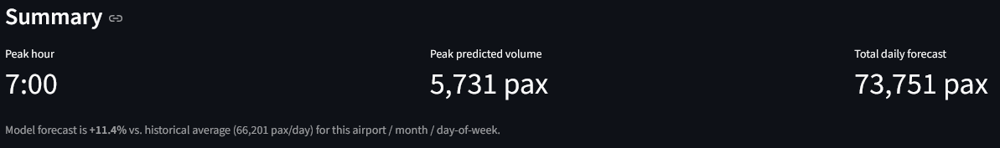 Summary
Peak hour
Peak predicted volume
Total daily forecast
7:00
5,731 pax
73,751 pax
Model forecast is +11.4% vs. historical average (66,201 pax/day) for this airport / month / day-of-week.